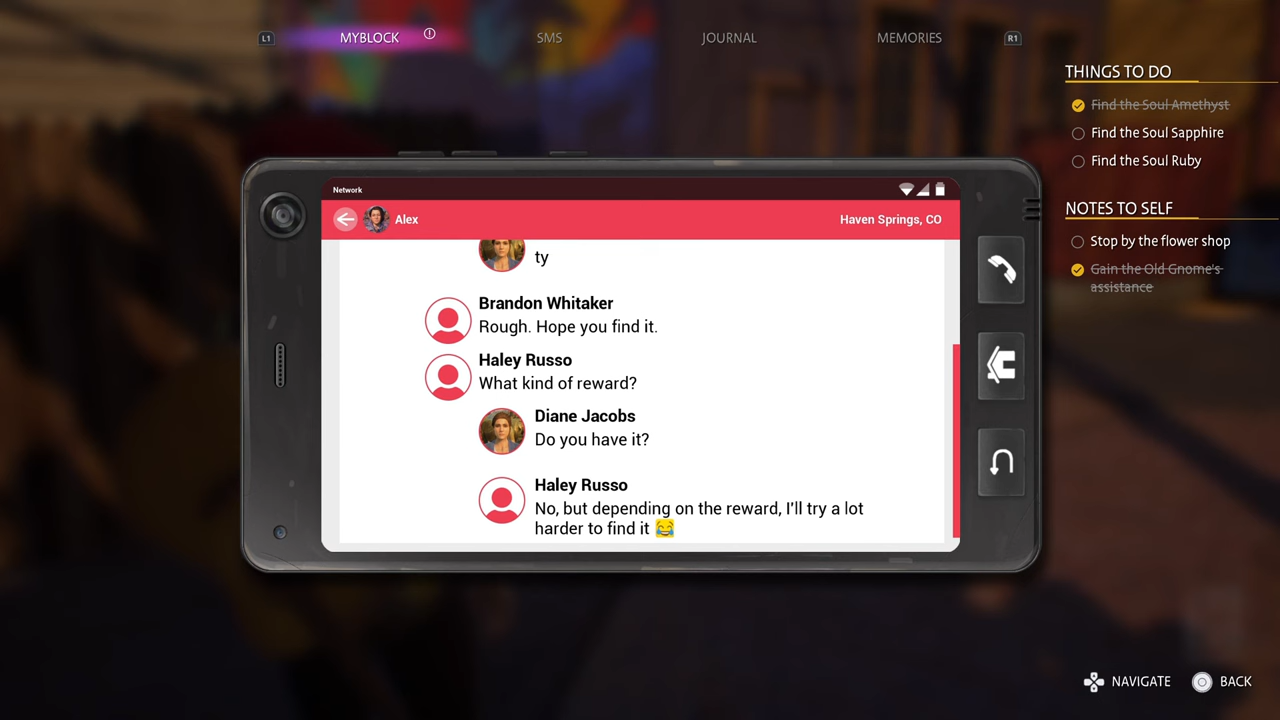 L1
MYBLOCK
SMS
JOURNAL
MEMORIES
R1
THINGS TO DO
Find the Soul Amethyst
Find the Soul Sapphire
Find the Soul Ruby
NOTES TO SELF
Stop by the flower shop
Gain the Old Gnome's
assistance
Network
Alex
Haven Springs, CO
ty
Brandon Whitaker
Rough. Hope you find it.
Haley Russo
What kind of reward?
Diane Jacobs
Do you have it?
Haley Russo
No, but depending on the reward, I'll try a lot
harder to find it 😂
NAVIGATE
BACK